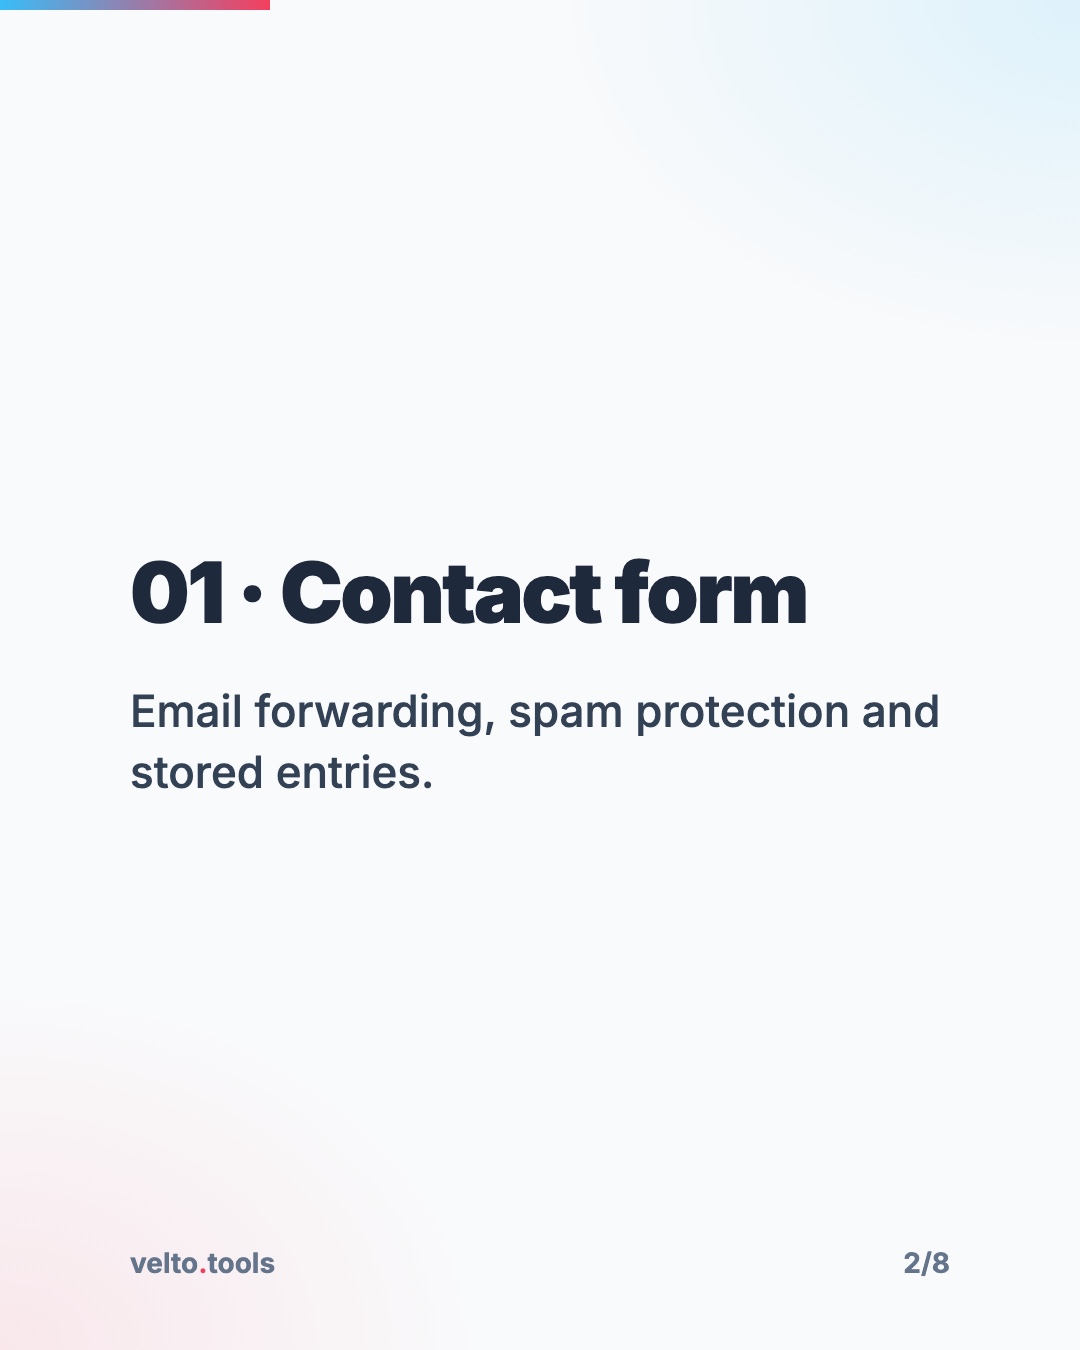 01 · Contact form
Email forwarding, spam protection and
stored entries.
velto.tools
2/8